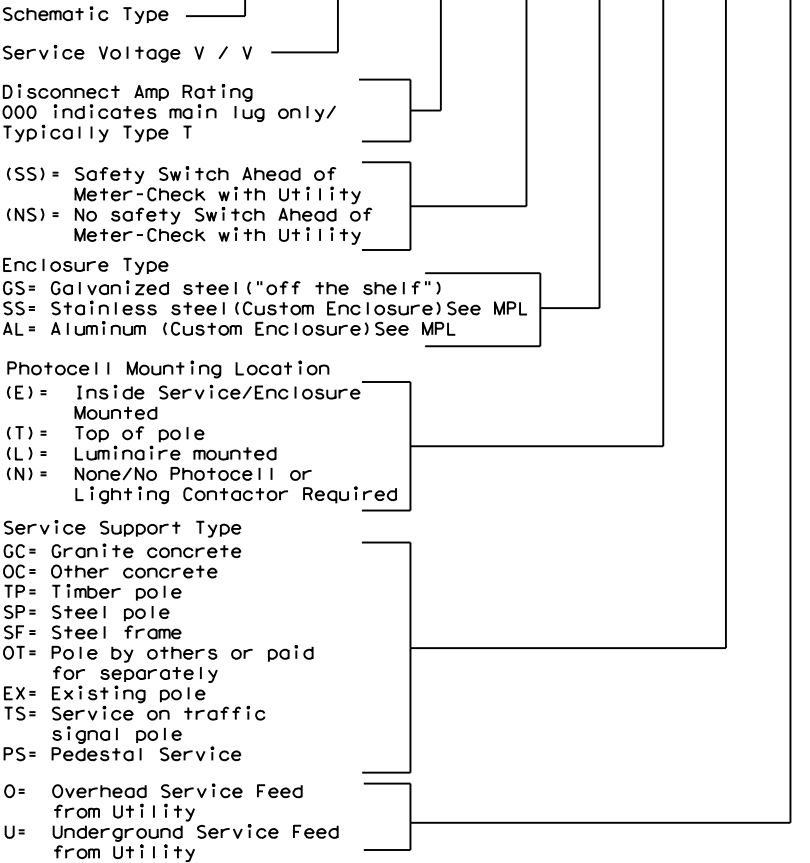 Schematic Type
Service Voltage V / V
Disconnect Amp Rating
000 indicates main lug only/
Typically Type T
(SS)= Safety Switch Ahead of
Meter-Check with Utility
(NS)= No safety Switch Ahead of
Meter-Check with Utility
Enclosure Type
GS= Galvanized steel("off the shelf")
SS= Stainless steel(Custom Enclosure)See MPL
AL= Aluminum (Custom Enclosure)See MPL
Photocell Mounting Location
(E)= Inside Service/Enclosure
Mounted
(T)= Top of pole
(L)= Luminaire mounted
(N)= None/No Photocell or
Lighting Contactor Required
Service Support Type
GC= Granite concrete
OC= Other concrete
TP= Timber pole
SP= Steel pole
SF= Steel frame
OT= Pole by others or paid
for separately
EX= Existing pole
TS= Service on traffic
signal pole
PS= Pedestal Service
O= Overhead Service Feed
from Utility
U= Underground Service Feed
from Utility